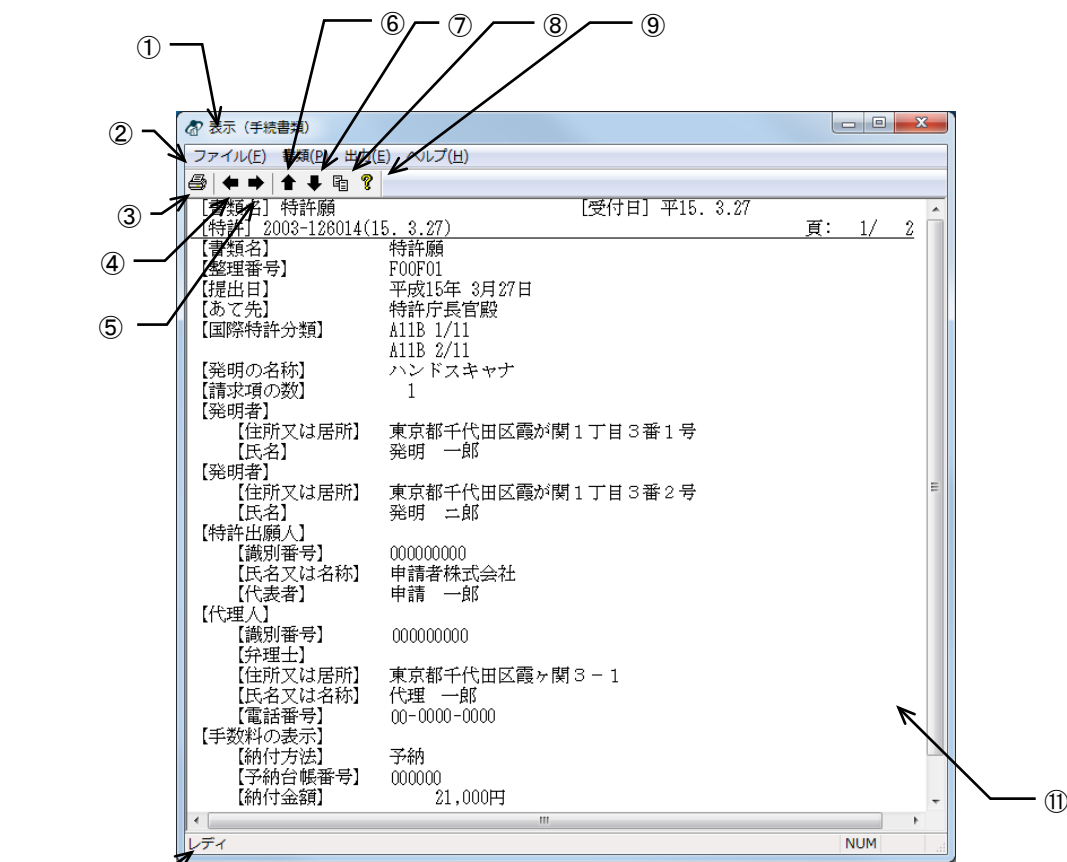 ⑥ ⑦ ⑧ ⑨
①
②
表示（手続書類）
ファイル(F) 書類(P) 出力(E) ヘルプ(H)
③
[書類名] 特許願 [受付日] 平15. 3.27
[特許] 2003-126014(15. 3.27) 頁: 1/ 2
【書類名】 特許願
④
【整理番号】 F00F01
【提出日】 平成15年 3月27日
【あて先】 特許庁長官殿
⑤
【国際特許分類】 A11B 1/11
A11B 2/11
【発明の名称】 ハンドスキャナ
【請求項の数】 1
【発明者】
【住所又は居所】 東京都千代田区霞が関１丁目３番１号
【氏名】 発明 一郎
【発明者】
【住所又は居所】 東京都千代田区霞が関１丁目３番２号
【氏名】 発明 二郎
【特許出願人】
【識別番号】 000000000
【氏名又は名称】 申請者株式会社
【代表者】 申請 一郎
【代理人】
【識別番号】 000000000
【弁理士】
【住所又は居所】 東京都千代田区霞ヶ関３－１
【氏名又は名称】 代理 一郎
【電話番号】 00-0000-0000
【手数料の表示】
【納付方法】 予納
【予納台帳番号】 000000
【納付金額】 21,000円
⑪
レディ NUM